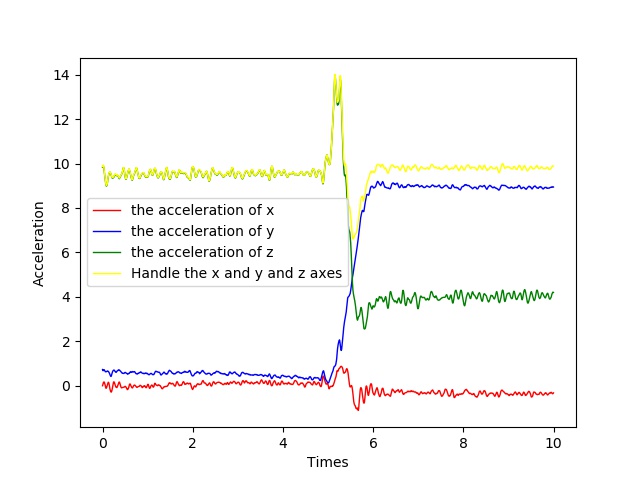 14
12
10
8
6
4
2
0
Acceleration
the acceleration of x
the acceleration of y
the acceleration of z
Handle the x and y and z axes
0 2 4 6 8 10
Times